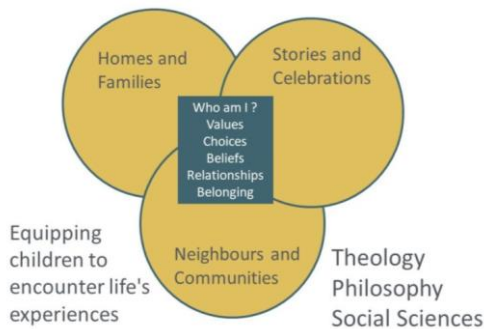 Homes and
Families
Stories and
Celebrations
Who am I ?
Values
Choices
Beliefs
Relationships
Belonging
Neighbours and
Communities
Equipping
children to
encounter life's
experiences
Theology
Philosophy
Social Sciences